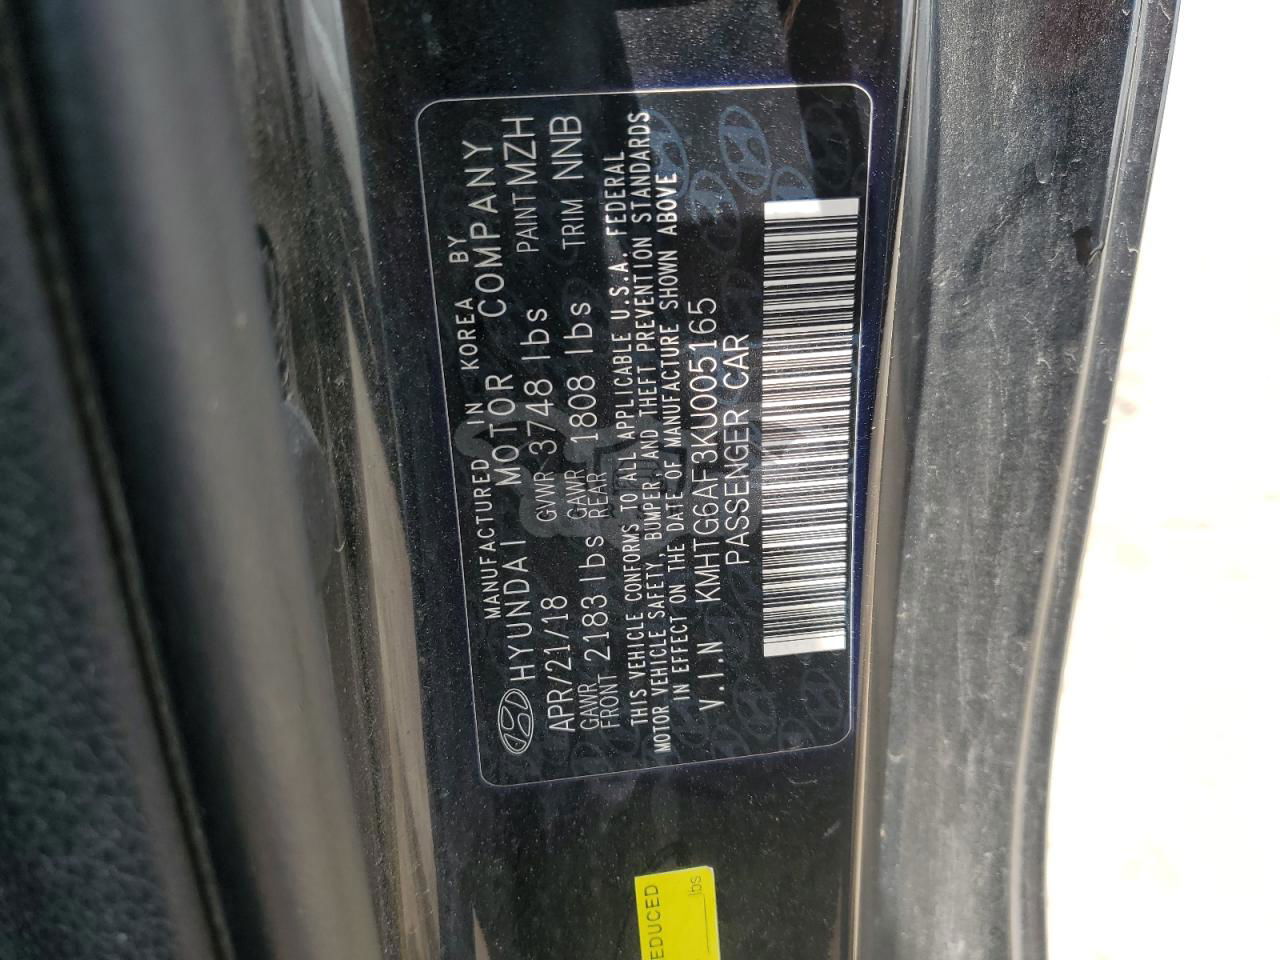 MANUFACTURED IN KOREA BY
HYUNDAI MOTOR COMPANY
APR/21/18 GVWR 3748 lbs PAINT MZH
GAWR FRONT 2183 lbs GAWR REAR 1808 lbs TRIM NNB
THIS VEHICLE CONFORMS TO ALL APPLICABLE U.S.A. FEDERAL
MOTOR VEHICLE SAFETY, BUMPER, AND THEFT PREVENTION STANDARDS
IN EFFECT ON THE DATE OF MANUFACTURE SHOWN ABOVE
V.I.N KMHTG6AF3KU005165
PASSENGER CAR
EDUCED
lbs